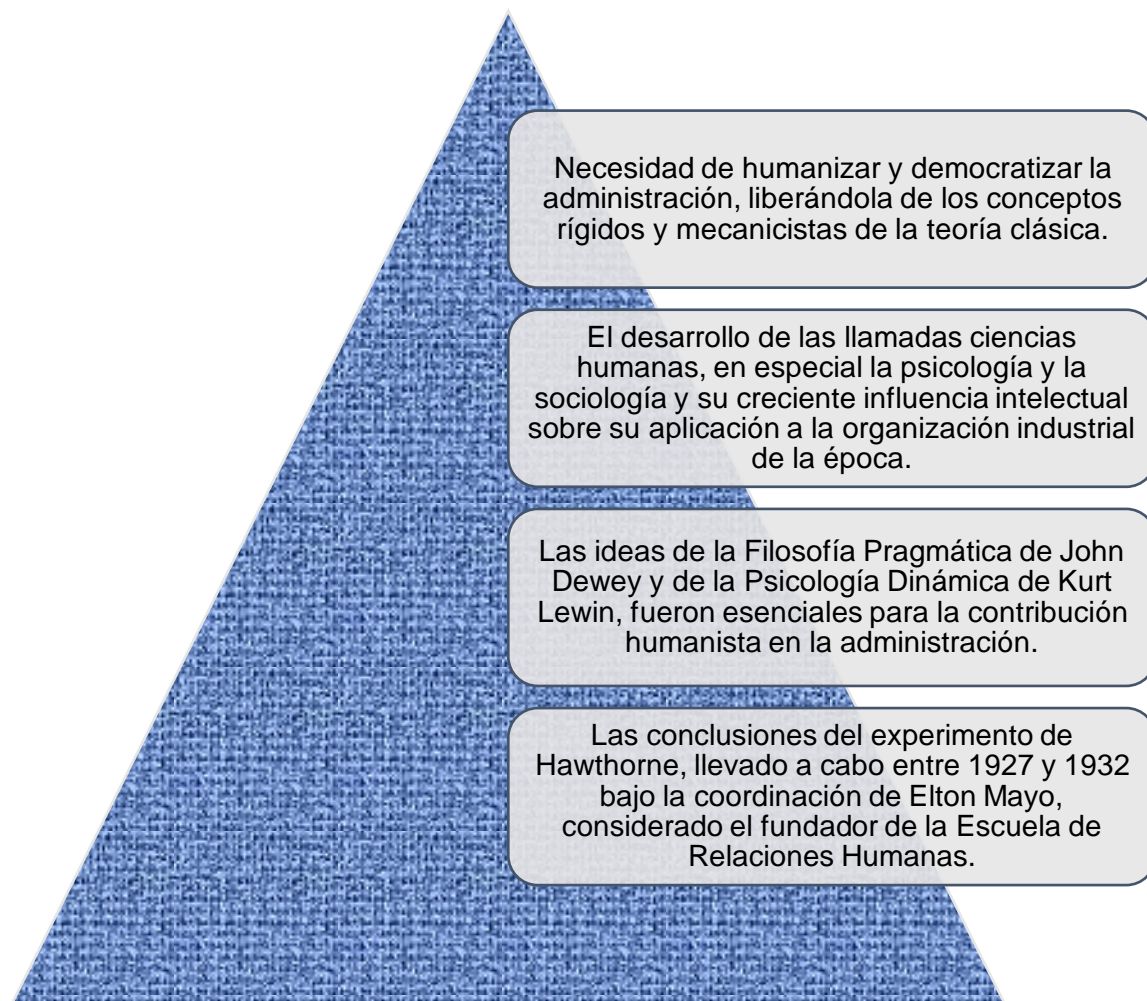 Necesidad de humanizar y democratizar la
administración, liberándola de los conceptos
rígidos y mecanicistas de la teoría clásica.
El desarrollo de las llamadas ciencias
humanas, en especial la psicología y la
sociología y su creciente influencia intelectual
sobre su aplicación a la organización industrial
de la época.
Las ideas de la Filosofía Pragmática de John
Dewey y de la Psicología Dinámica de Kurt
Lewin, fueron esenciales para la contribución
humanista en la administración.
Las conclusiones del experimento de
Hawthorne, llevado a cabo entre 1927 y 1932
bajo la coordinación de Elton Mayo,
considerado el fundador de la Escuela de
Relaciones Humanas.